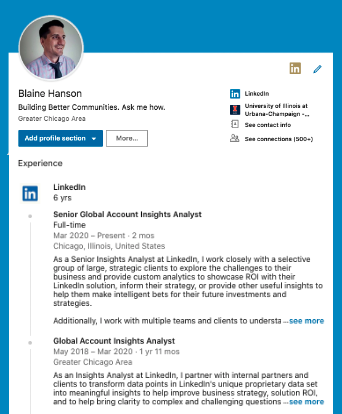 in
Blaine Hanson
Building Better Communities. Ask me how.
Greater Chicago Area
Add profile section
More...
in LinkedIn
University of Illinois at
Urbana-Champaign -...
See contact info
See connections (500+)
Experience
in
LinkedIn
6 yrs
Senior Global Account Insights Analyst
Full-time
Mar 2020 – Present · 2 mos
Chicago, Illinois, United States
As a Senior Insights Analyst at LinkedIn, I work closely with a selective
group of large, strategic clients to explore the challenges to their
business and provide custom analytics to showcase ROI with their
LinkedIn solution, inform their strategy, or provide other useful insights to
help them make intelligent bets for their future investments and
strategies.
Additionally, I work with multiple teams and clients to understa ...see more
Global Account Insights Analyst
May 2018 – Mar 2020 · 1 yr 11 mos
Greater Chicago Area
As an Insights Analyst at LinkedIn, I partner with internal partners and
clients to transform data points in LinkedIn's unique proprietary data set
into meaningful insights to help improve business strategy, solution ROI,
and to help bring clarity to complex and challenging questions ...see more